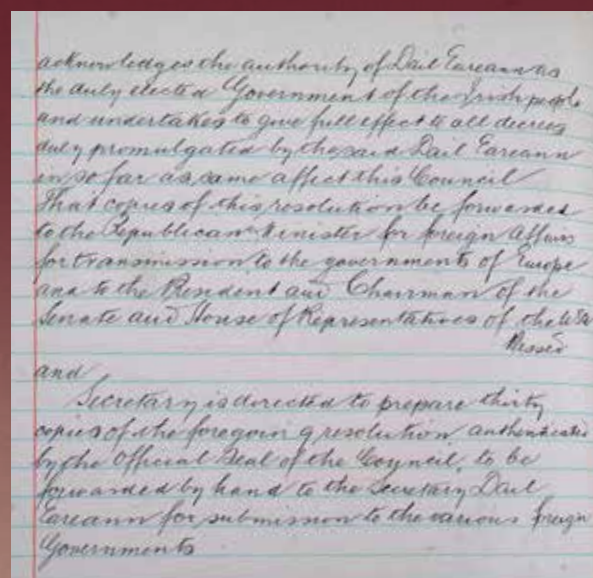 acknowledges the authority of Dail Eareann as
the duly elected Government of the Irish people
and undertakes to give full effect to all decrees
duly promulgated by the said Dail Eareann
in so far as same affect this Council
That copies of this resolution be forwarded
to the Republican Minister for foreign Affairs
for transmission to the governments of Europe
and to the President and Chairman of the
Senate and House of Representatives of the USA
Passed
and
Secretary is directed to prepare thirty
copies of the foregoing resolution authenticated
by the Official Seal of the Council, to be
forwarded by hand to the Secretary Dail
Eareann for submission to the various foreign
Governments